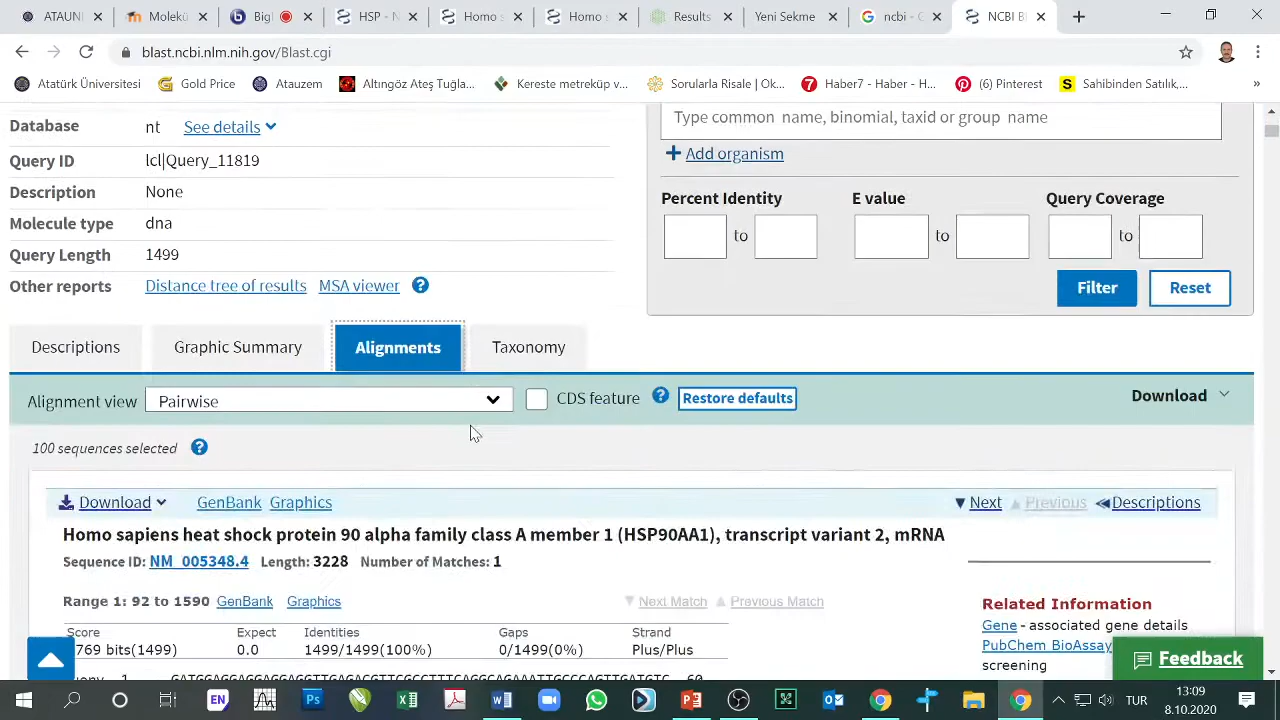 ATAUNI
Molekü
Bigl
HSP - N
Homo s
Homo s
Results
Yeni Sekme
ncbi - G
NCBI Bl
blast.ncbi.nlm.nih.gov/Blast.cgi
Atatürk Üniversitesi
Gold Price
Atauzem
Altıngöz Ateş Tuğla...
Kereste metreküp v...
Sorularla Risale | Ok...
Haber7 - Haber - H...
(6) Pinterest
Sahibinden Satılık,...
»
Database nt See details
Query ID lcl|Query_11819
Description None
Molecule type dna
Query Length 1499
Other reports Distance tree of results MSA viewer ?
Type common name, binomial, taxid or group name
+ Add organism
Percent Identity E value Query Coverage
to to to
Filter Reset
Descriptions Graphic Summary Alignments Taxonomy
Alignment view Pairwise CDS feature ? Restore defaults Download
100 sequences selected ?
Download GenBank Graphics Next Previous Descriptions
Homo sapiens heat shock protein 90 alpha family class A member 1 (HSP90AA1), transcript variant 2, mRNA
Sequence ID: NM_005348.4 Length: 3228 Number of Matches: 1
Range 1: 92 to 1590 GenBank Graphics Next Match Previous Match
Score Expect Identities Gaps Strand
769 bits(1499) 0.0 1499/1499(100%) 0/1499(0%) Plus/Plus
Related Information
Gene - associated gene details
PubChem BioAssay
screening
Feedback
EN
TUR
13:09
8.10.2020